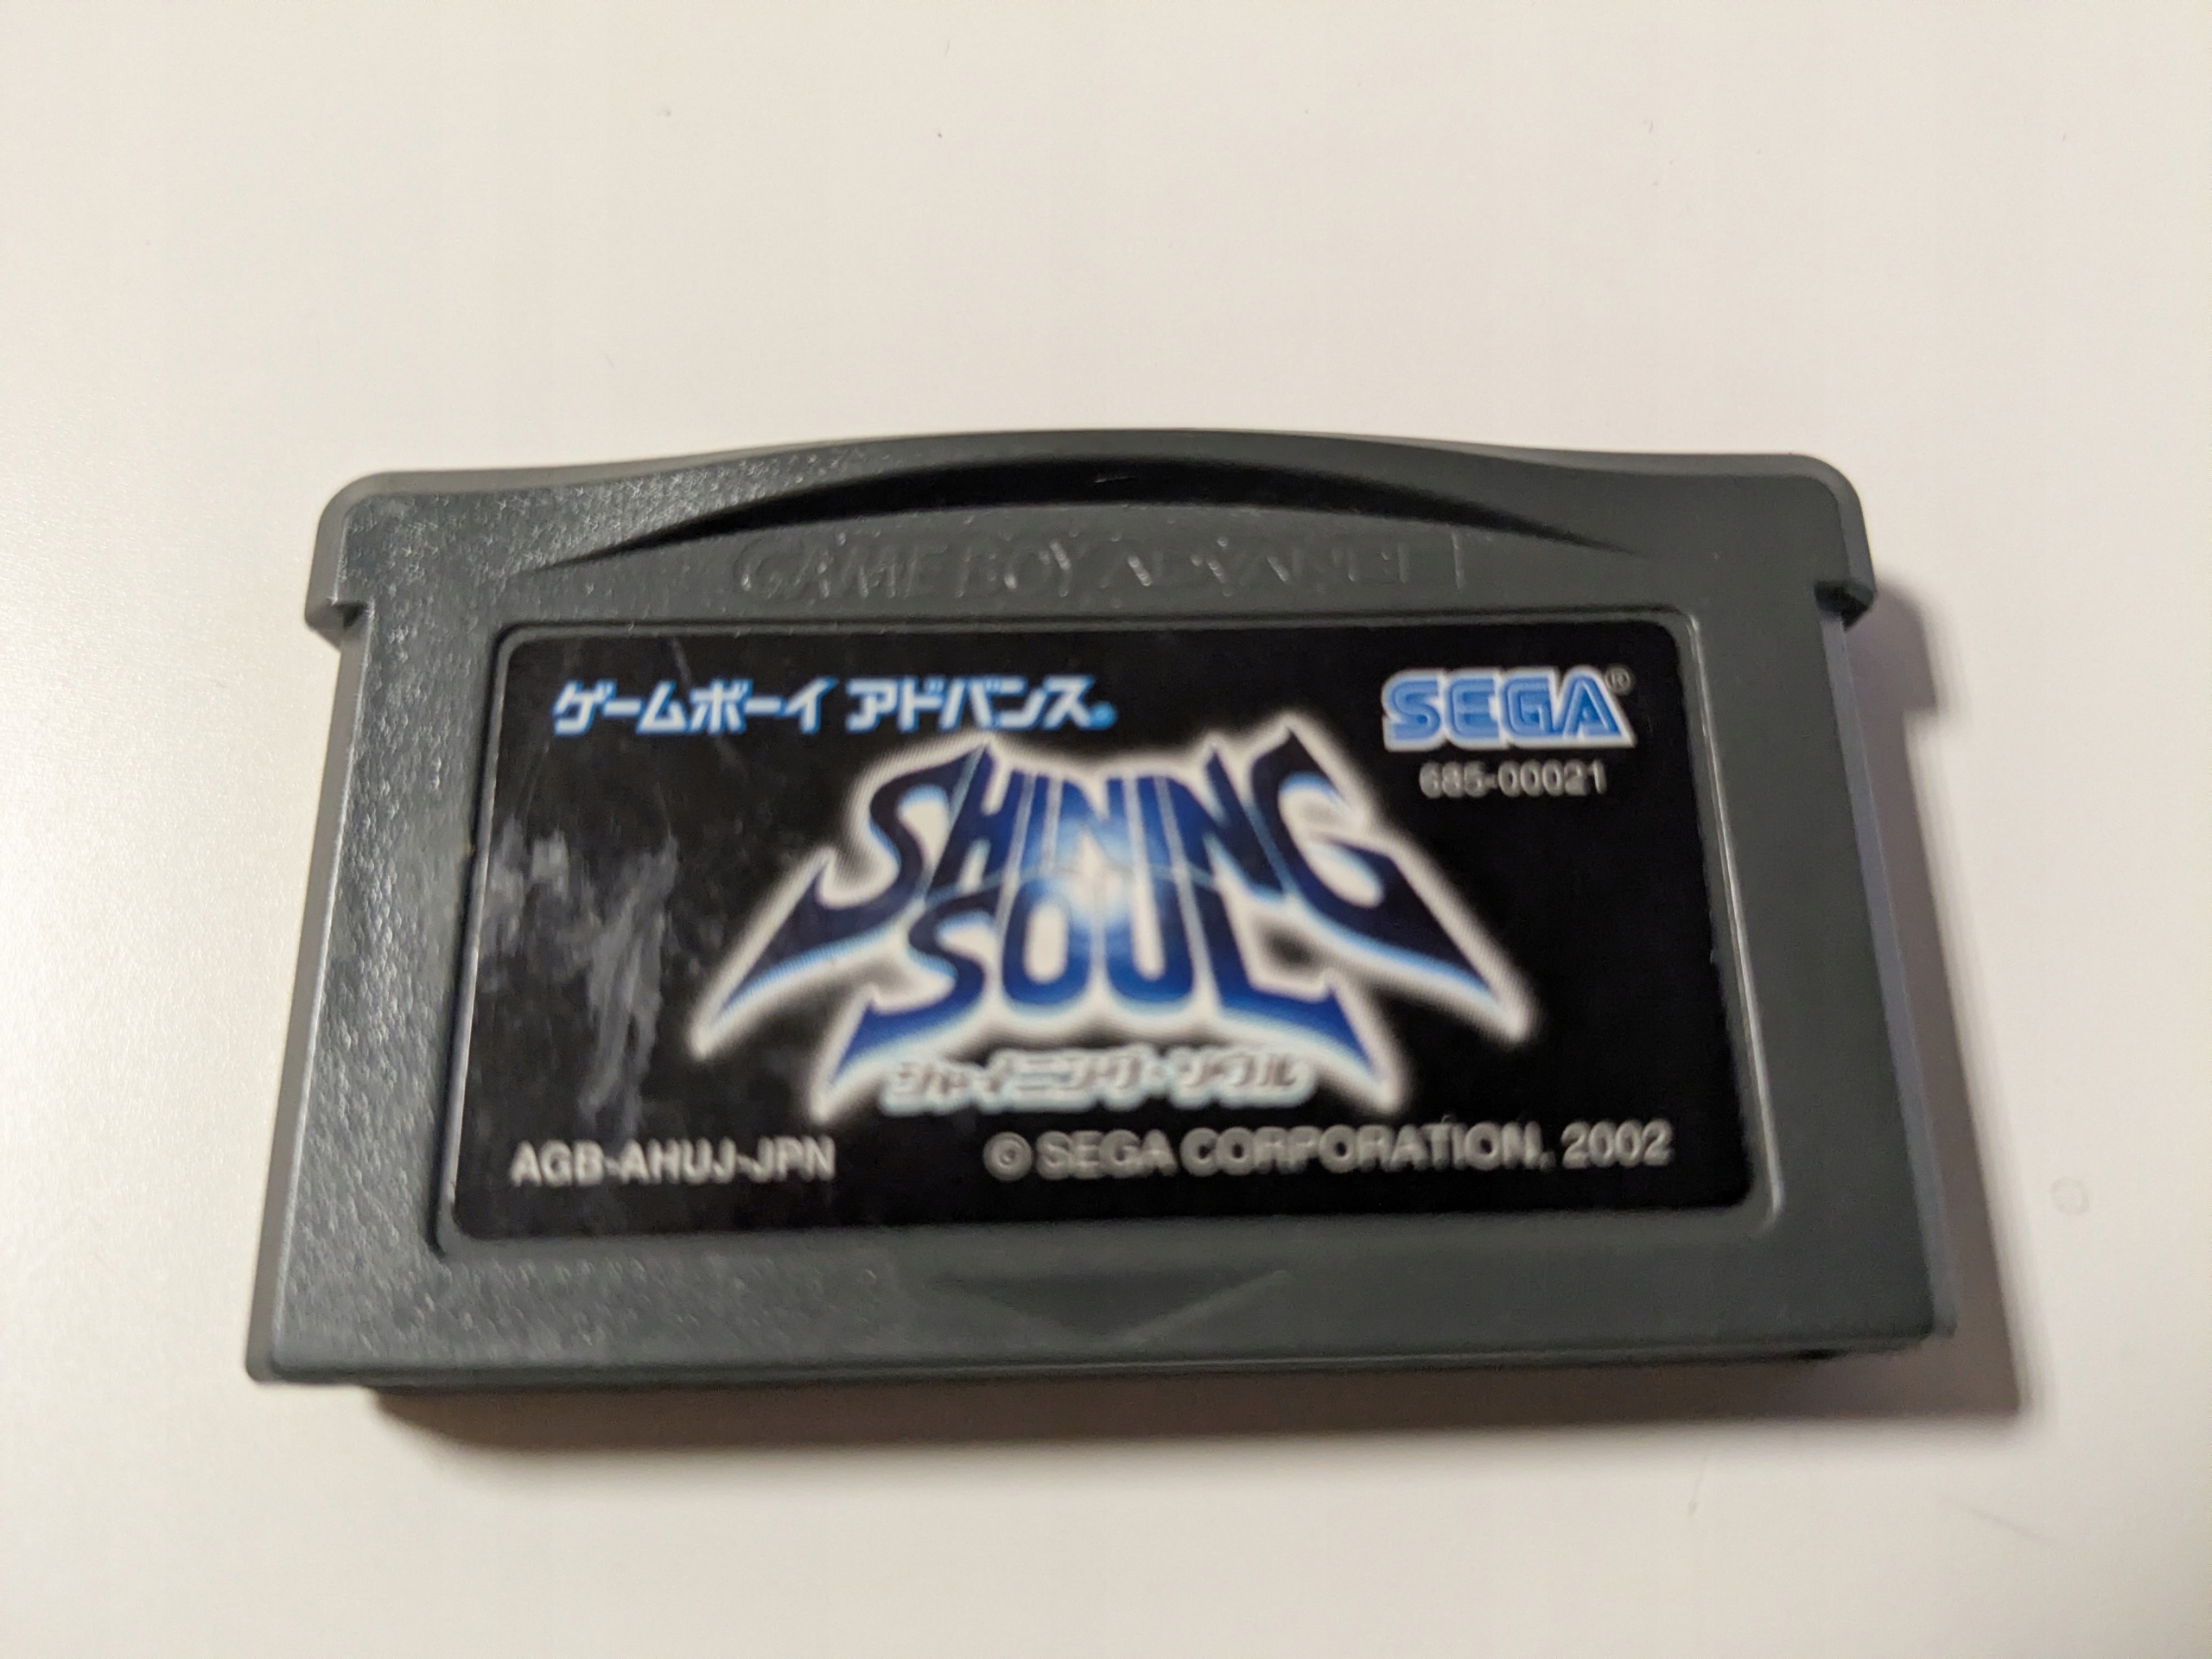 GAME BOY ADVANCE
ゲームボーイ アドバンス®
SEGA®
685-00021
SHINING
SOUL
シャイニング・ソウル
AGB-AHUJ-JPN
© SEGA CORPORATION, 2002